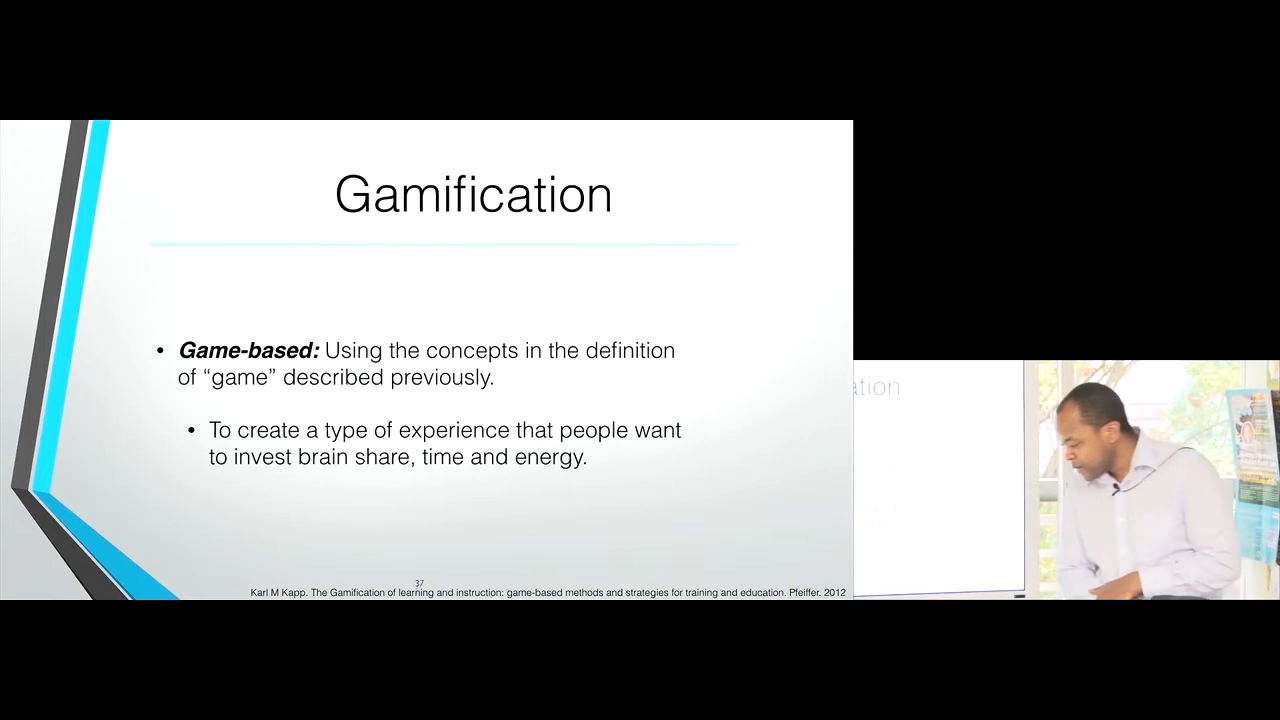 Gamification
• Game-based: Using the concepts in the definition
of “game” described previously.
• To create a type of experience that people want
to invest brain share, time and energy.
37
Karl M Kapp. The Gamification of learning and instruction: game-based methods and strategies for training and education. Pfeiffer. 2012
ation